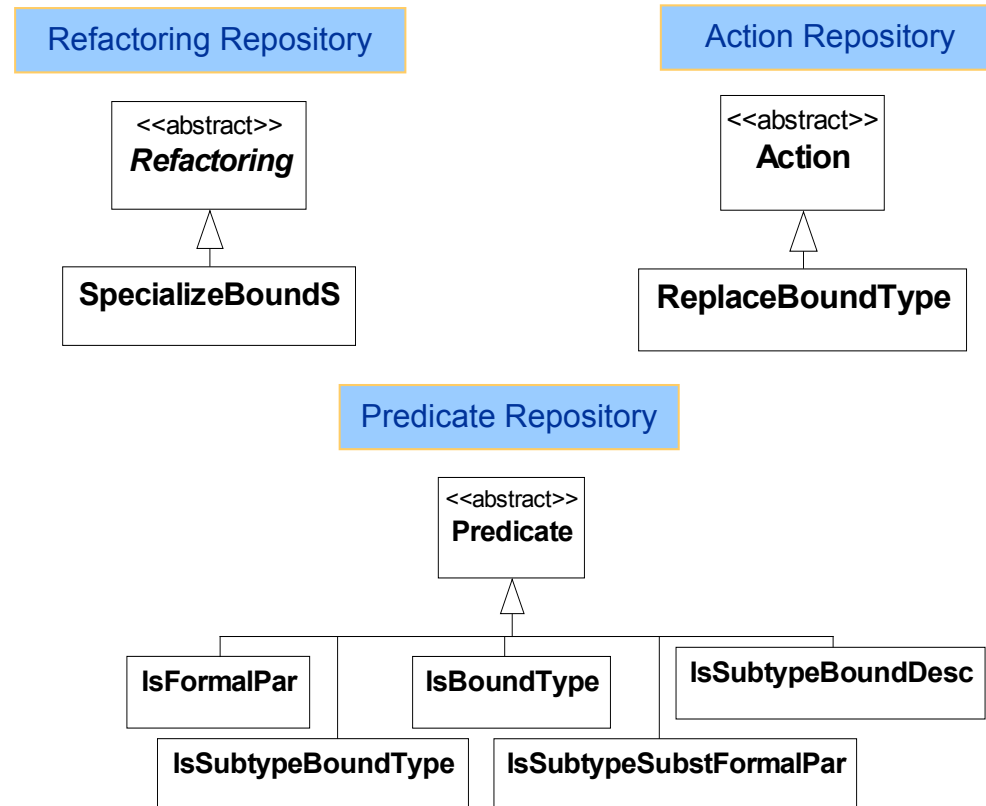 Refactoring Repository
Action Repository
<<abstract>>
Refactoring
<<abstract>>
Action
SpecializeBoundS
ReplaceBoundType
Predicate Repository
<<abstract>>
Predicate
IsFormalPar
IsBoundType
IsSubtypeBoundDesc
IsSubtypeBoundType
IsSubtypeSubstFormalPar